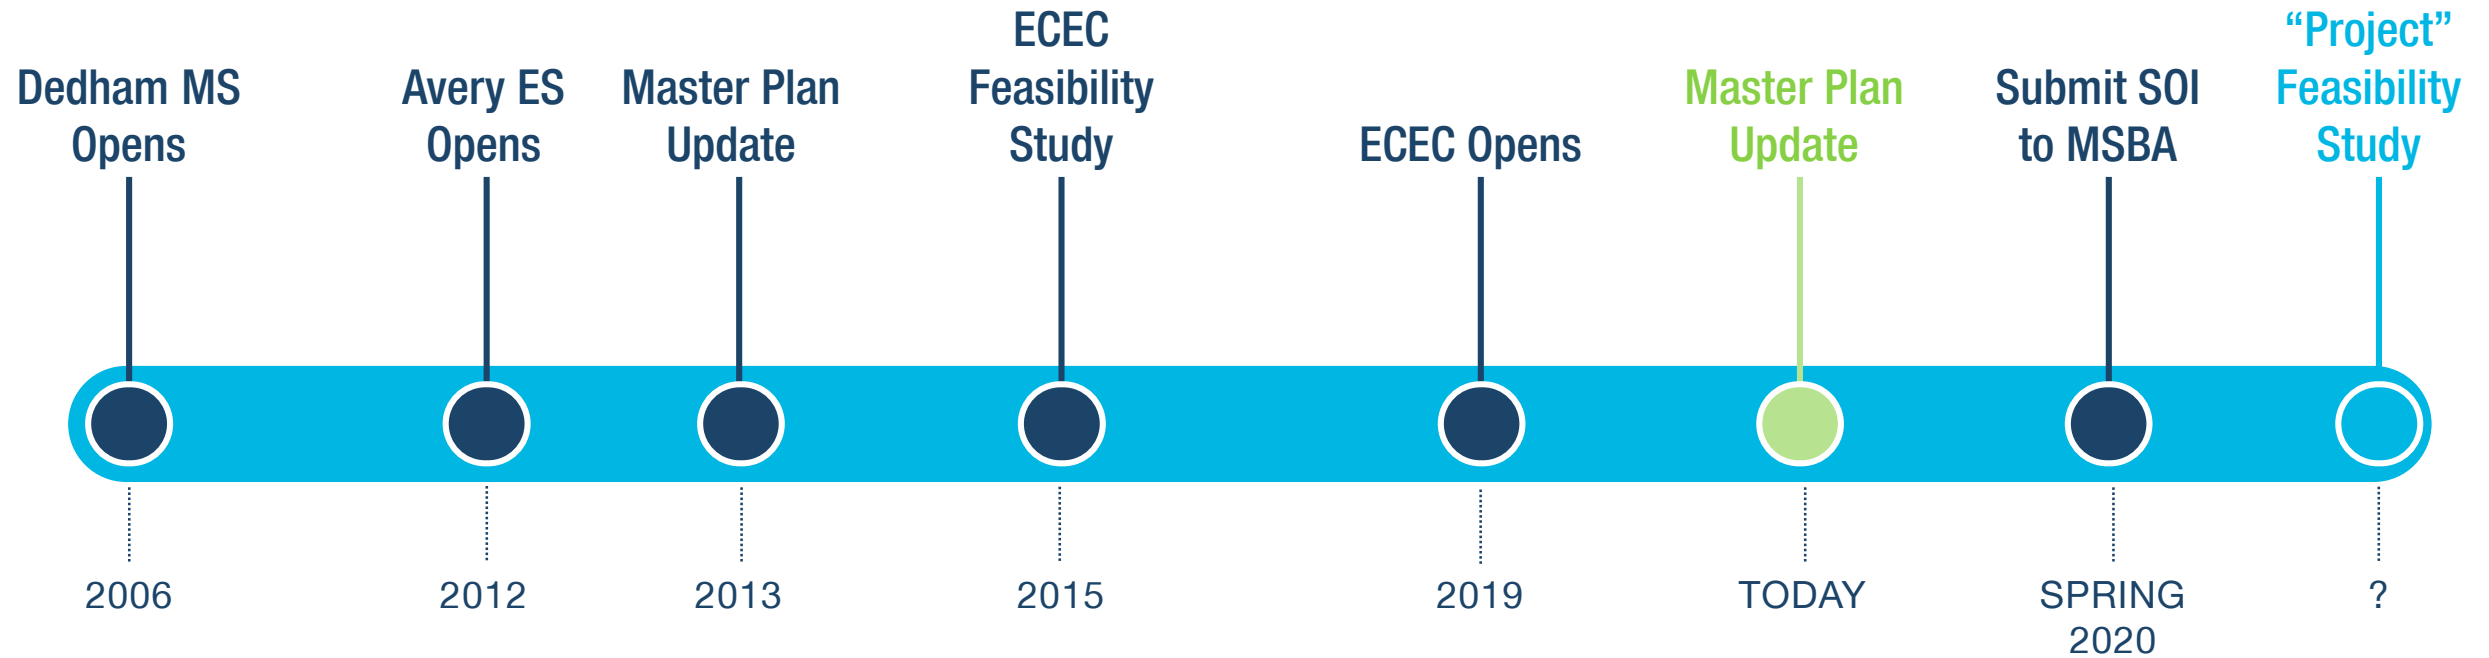 Dedham MS
Opens
2006
Avery ES
Opens
2012
Master Plan
Update
2013
ECEC
Feasibility
Study
2015
ECEC Opens
2019
Master Plan
Update
TODAY
Submit SOI
to MSBA
SPRING
2020
“Project”
Feasibility
Study
?